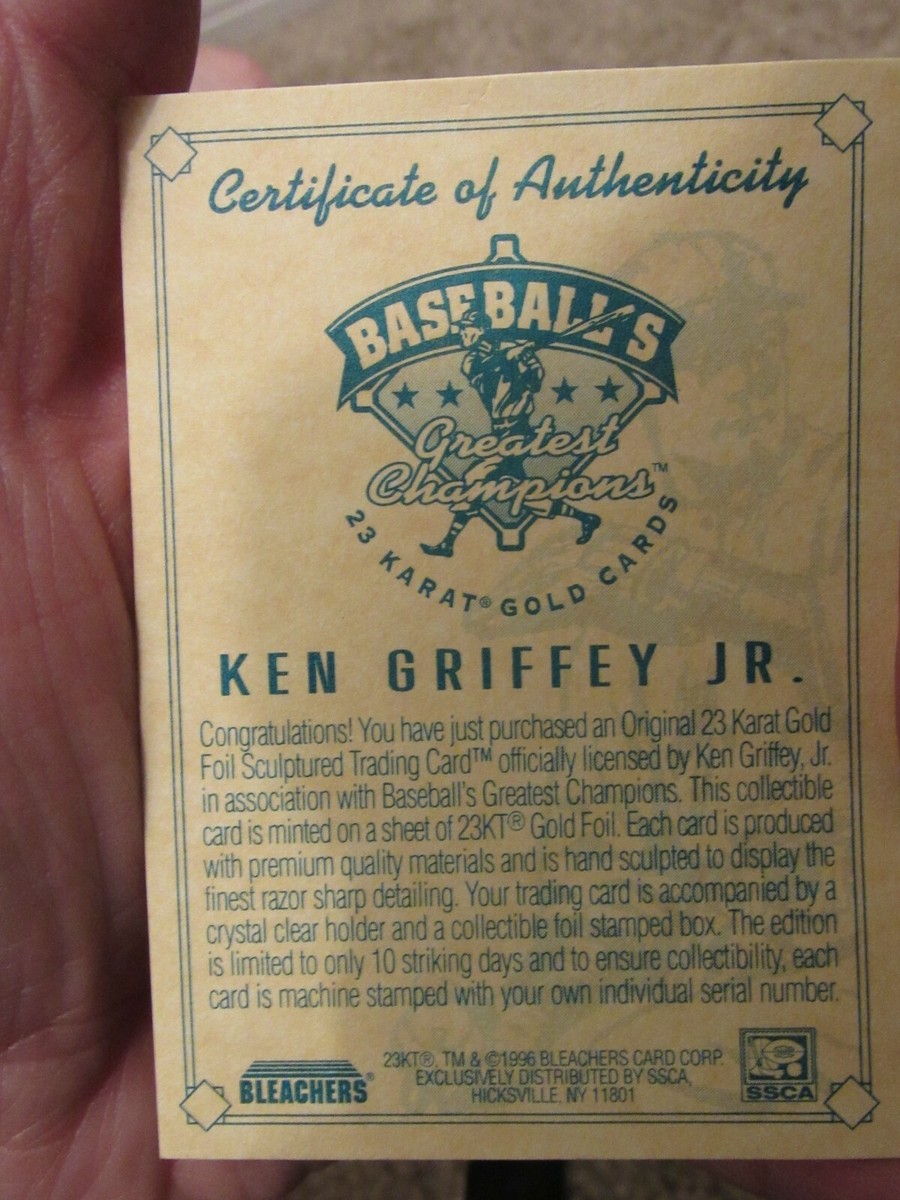 Certificate of Authenticity
BASEBALL'S
Greatest
Champions™
23 KARAT® GOLD CARDS
KEN GRIFFEY JR.
Congratulations! You have just purchased an Original 23 Karat Gold
Foil Sculptured Trading Card™ officially licensed by Ken Griffey, Jr.
in association with Baseball's Greatest Champions. This collectible
card is minted on a sheet of 23KT® Gold Foil. Each card is produced
with premium quality materials and is hand sculpted to display the
finest razor sharp detailing. Your trading card is accompanied by a
crystal clear holder and a collectible foil stamped box. The edition
is limited to only 10 striking days and to ensure collectibility, each
card is machine stamped with your own individual serial number.
BLEACHERS®
23KT®, TM & ©1996 BLEACHERS CARD CORP.
EXCLUSIVELY DISTRIBUTED BY SSCA,
HICKSVILLE, NY 11801
SSCA